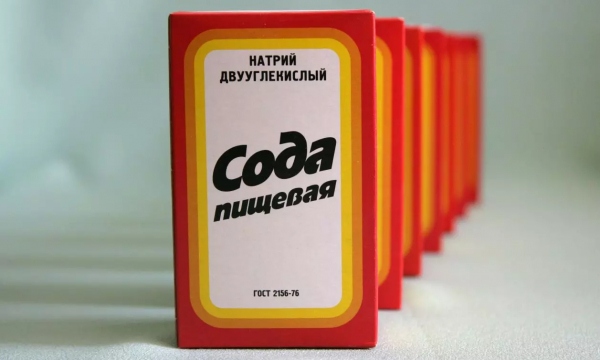 НАТРИЙ
ДВУУГЛЕКИСЛЫЙ
Сода
пищевая
ГОСТ 2156-76